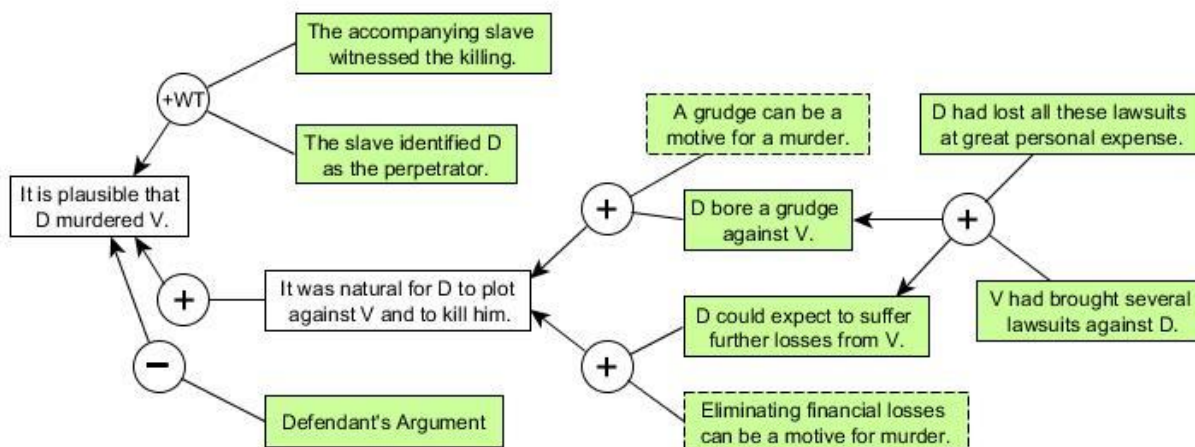 The accompanying slave
witnessed the killing.
+WT
The slave identified D
as the perpetrator.
It is plausible that
D murdered V.
+
It was natural for D to plot
against V and to kill him.
−
Defendant's Argument
A grudge can be a
motive for a murder.
+
D bore a grudge
against V.
D could expect to suffer
further losses from V.
+
Eliminating financial losses
can be a motive for murder.
D had lost all these lawsuits
at great personal expense.
+
V had brought several
lawsuits against D.